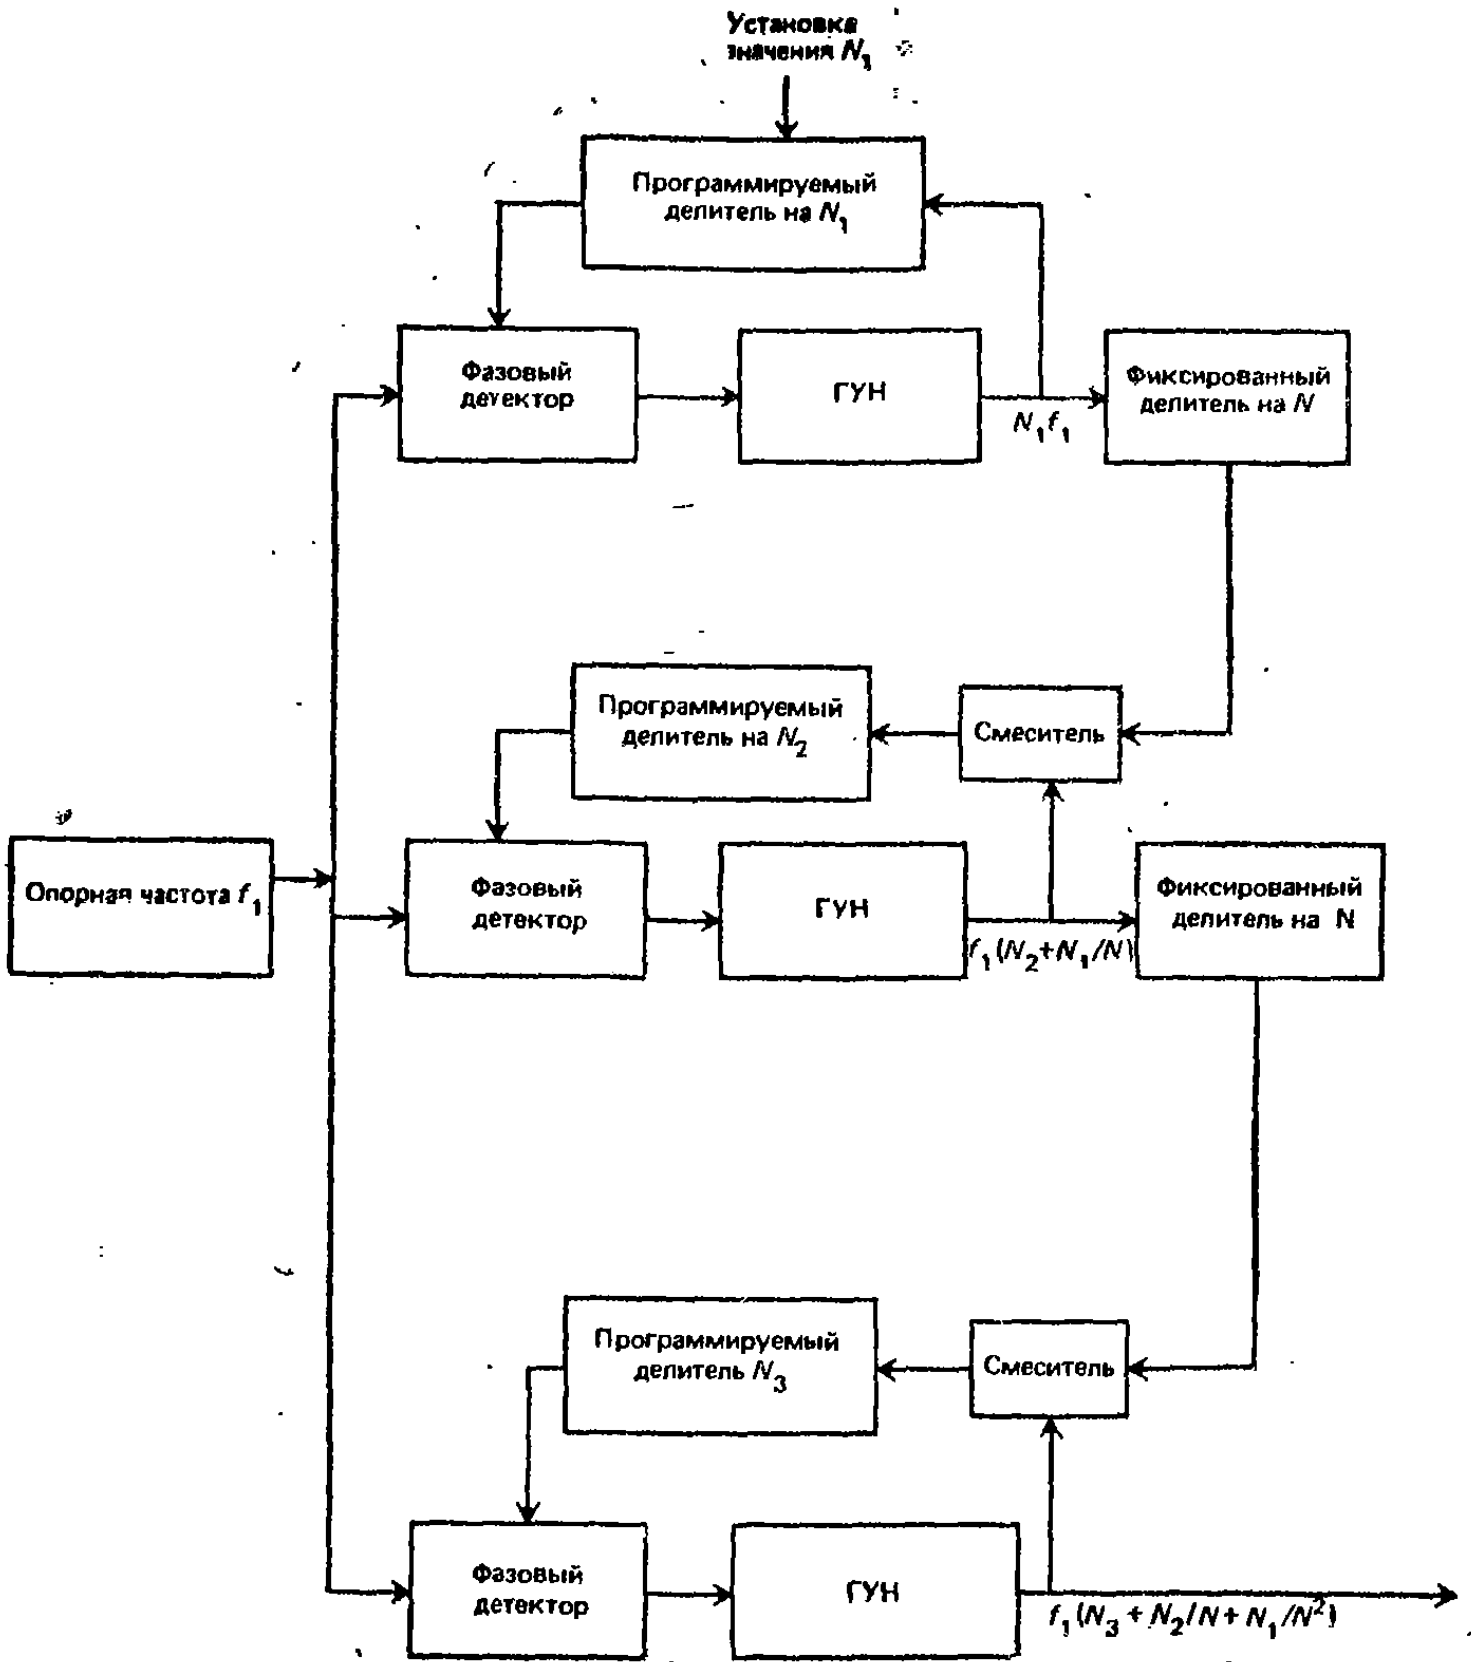 Установка
значения N₁
Программируемый
делитель на N₁
Фазовый
детектор
ГУН
N₁f₁
Фиксированный
делитель на N
Программируемый
делитель на N₂
Смеситель
Опорная частота f₁
Фазовый
детектор
ГУН
f₁(N₂+N₁/N)
Фиксированный
делитель на N
Программируемый
делитель N₃
Смеситель
Фазовый
детектор
ГУН
f₁(N₃+N₂/N+N₁/N²)